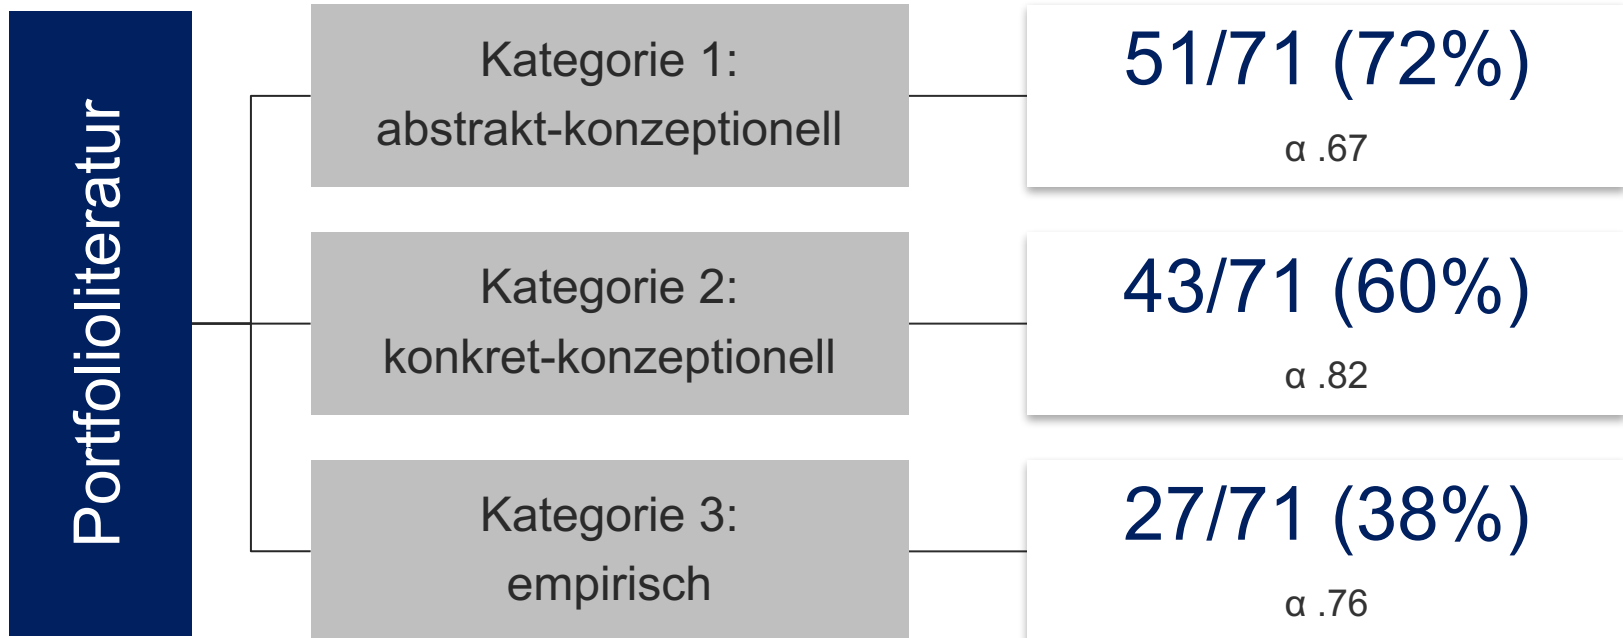 Portfolioliteratur
Kategorie 1:
abstrakt-konzeptionell
51/71 (72%)
α .67
Kategorie 2:
konkret-konzeptionell
43/71 (60%)
α .82
Kategorie 3:
empirisch
27/71 (38%)
α .76